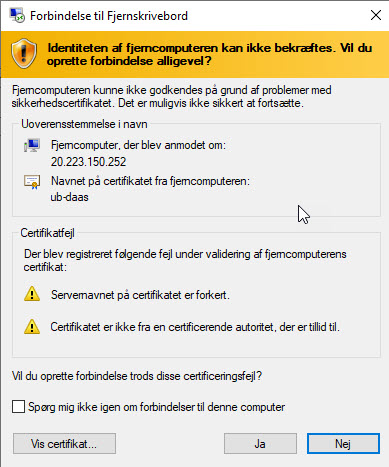 Forbindelse til Fjernskrivebord
Identiteten af fjerncomputeren kan ikke bekræftes. Vil du
oprette forbindelse alligevel?
Fjerncomputeren kunne ikke godkendes på grund af problemer med
sikkerhedscertifikatet. Det er muligvis ikke sikkert at fortsætte.
Uoverensstemmelse i navn
Fjerncomputer, der blev anmodet om:
20.223.150.252
Navnet på certifikatet fra fjerncomputeren:
ub-daas
Certifikatfejl
Der blev registreret følgende fejl under validering af fjerncomputerens
certifikat:
Servernavnet på certifikatet er forkert.
Certifikatet er ikke fra en certificerende autoritet, der er tillid til.
Vil du oprette forbindelse trods disse certificeringsfejl?
Spørg mig ikke igen om forbindelser til denne computer
Vis certifikat...
Ja
Nej